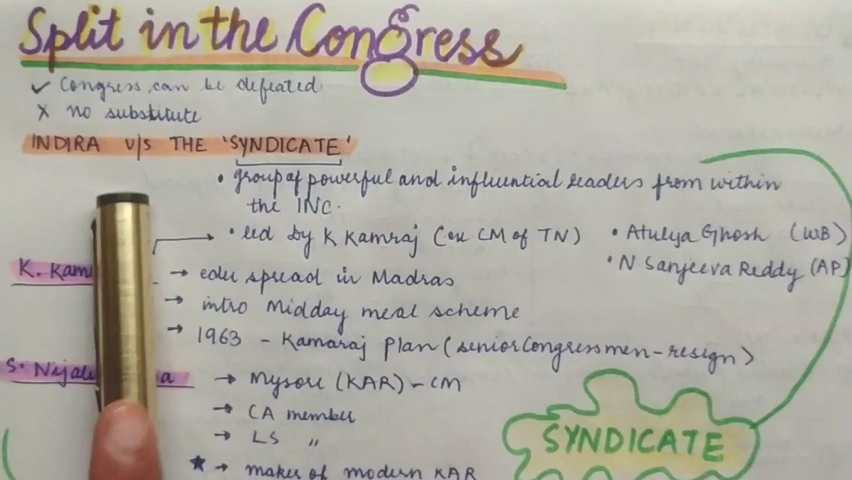 Split in the Congress
✓ Congress can be defeated
X no substitute
INDIRA v/s THE 'SYNDICATE'
• group of powerful and influential leaders from within
the INC.
• led by K Kamraj (ex CM of TN) • Atulya Ghosh (WB)
• N Sanjeeva Reddy (AP)
K. Kam
→ edu spread in Madras
→ intro Midday meal scheme
→ 1963 - Kamaraj Plan (senior Congressmen - resign)
S. Nijal a → Mysore (KAR) - CM
→ CA member
→ LS "
★ → maker of modern KAR
SYNDICATE